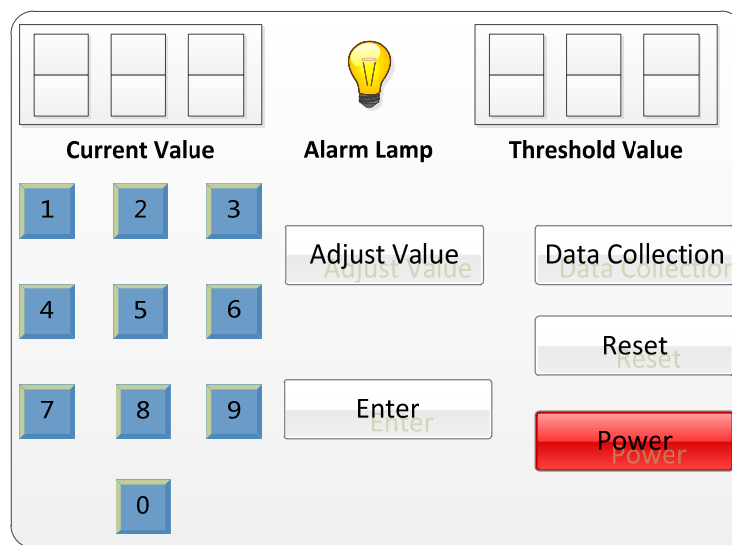 Current Value
Alarm Lamp
Threshold Value
1 2 3
Adjust Value
Data Collection
4 5 6
Reset
7 8 9
Enter
Power
0